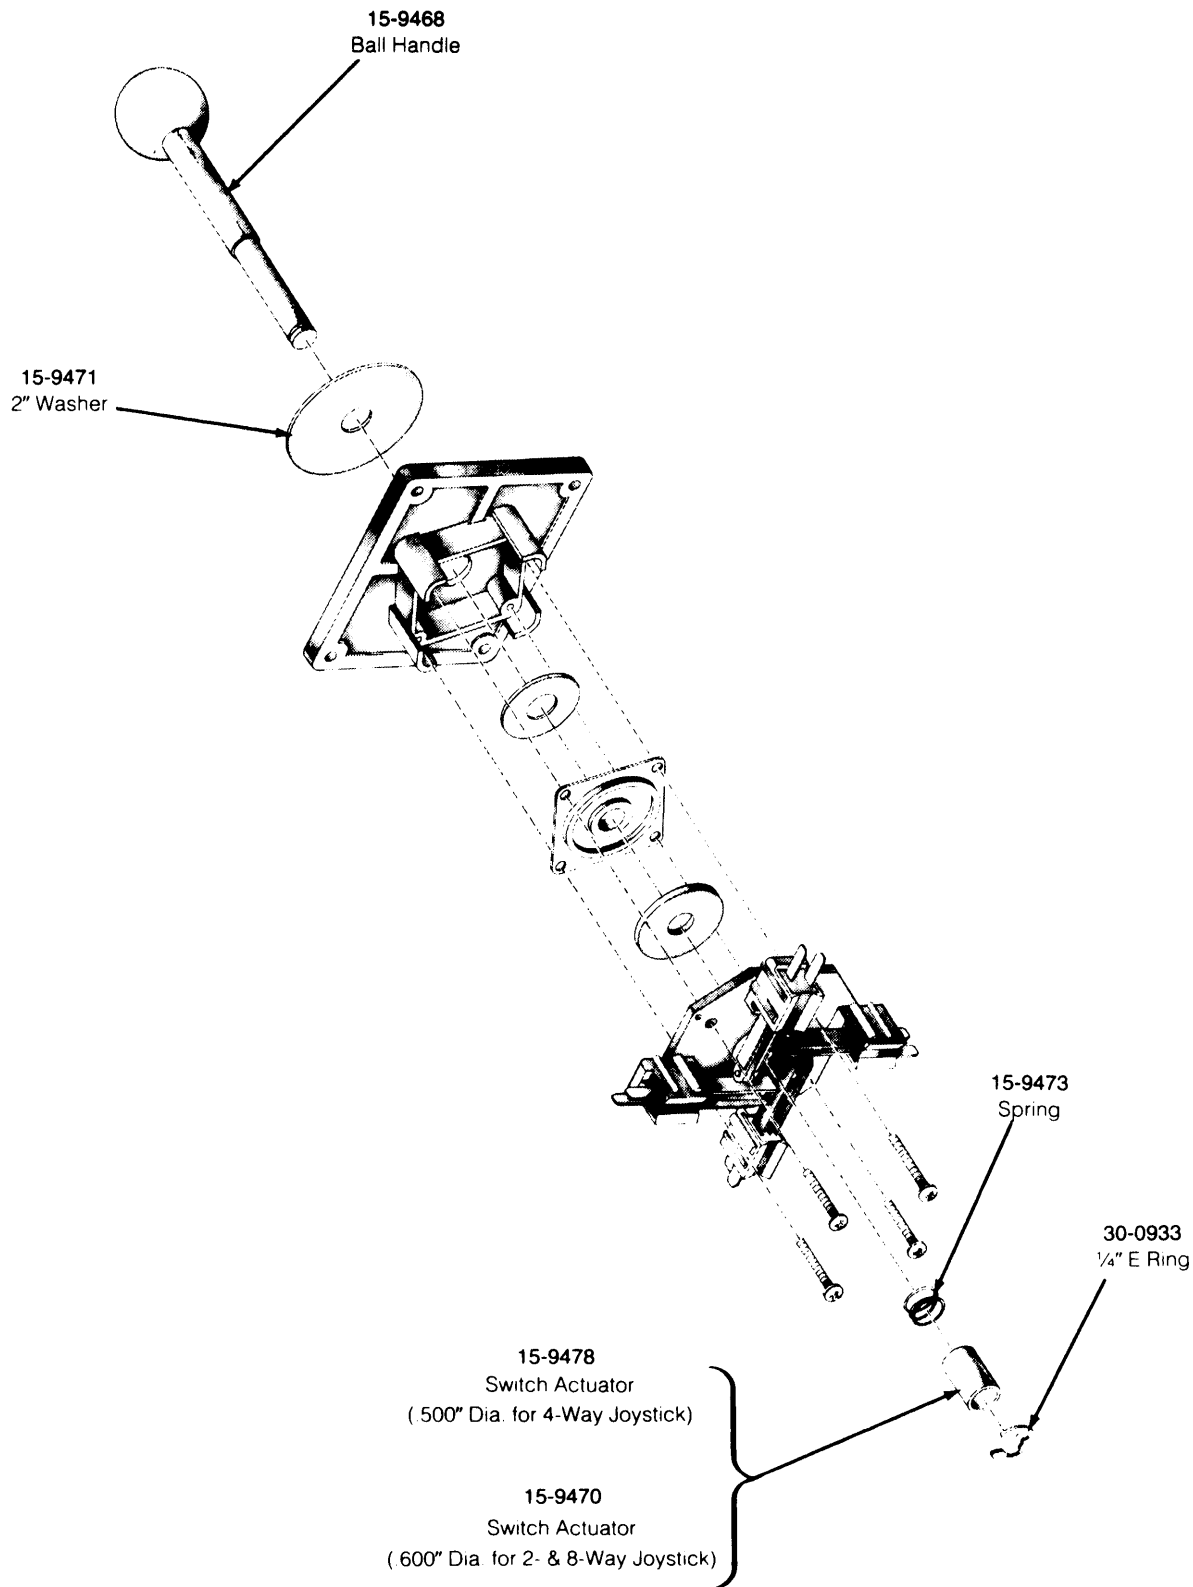 15-9468
Ball Handle
15-9471
2" Washer
15-9473
Spring
30-0933
¼" E Ring
15-9478
Switch Actuator
(.500" Dia. for 4-Way Joystick)
15-9470
Switch Actuator
(.600" Dia. for 2- & 8-Way Joystick)